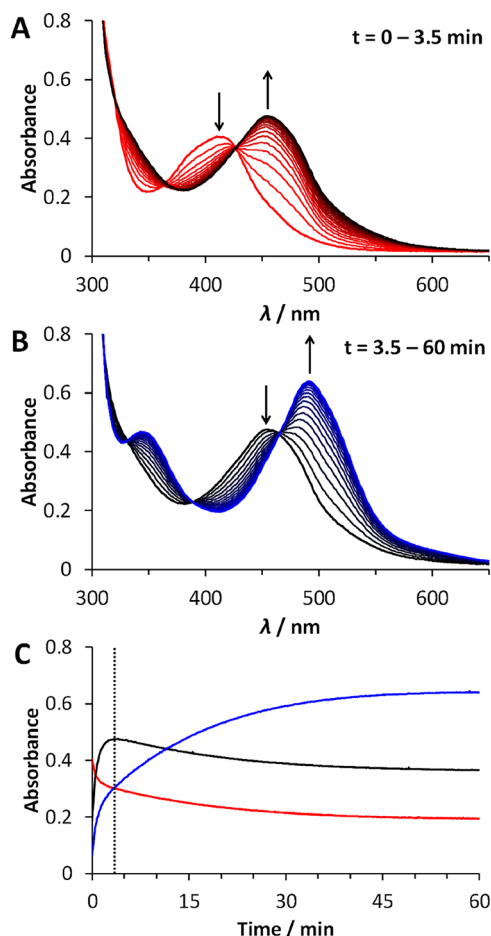 A
t = 0 – 3.5 min
0.8
0.6
0.4
0.2
0
Absorbance
300 400 500 600
λ / nm
B
t = 3.5 – 60 min
0.8
0.6
0.4
0.2
0
Absorbance
300 400 500 600
λ / nm
C
0.8
0.6
0.4
0.2
0
Absorbance
0 15 30 45 60
Time / min